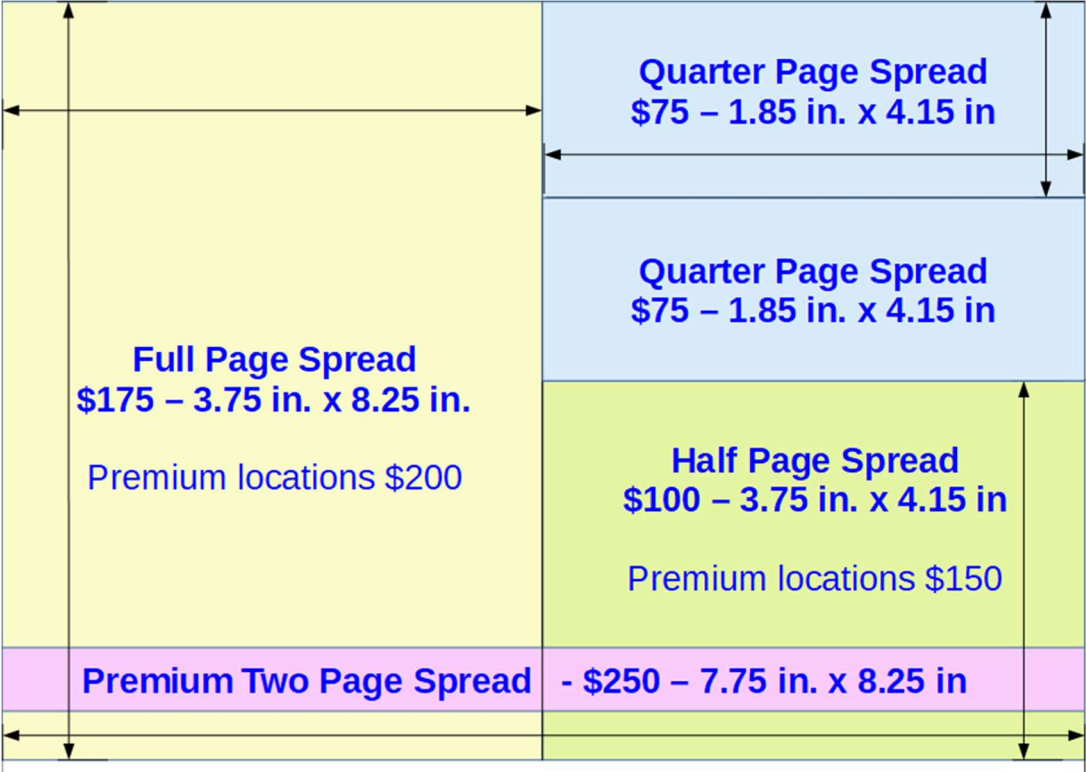 Quarter Page Spread
$75 – 1.85 in. x 4.15 in
Quarter Page Spread
$75 – 1.85 in. x 4.15 in
Full Page Spread
$175 – 3.75 in. x 8.25 in.
Premium locations $200
Half Page Spread
$100 – 3.75 in. x 4.15 in
Premium locations $150
Premium Two Page Spread - $250 – 7.75 in. x 8.25 in